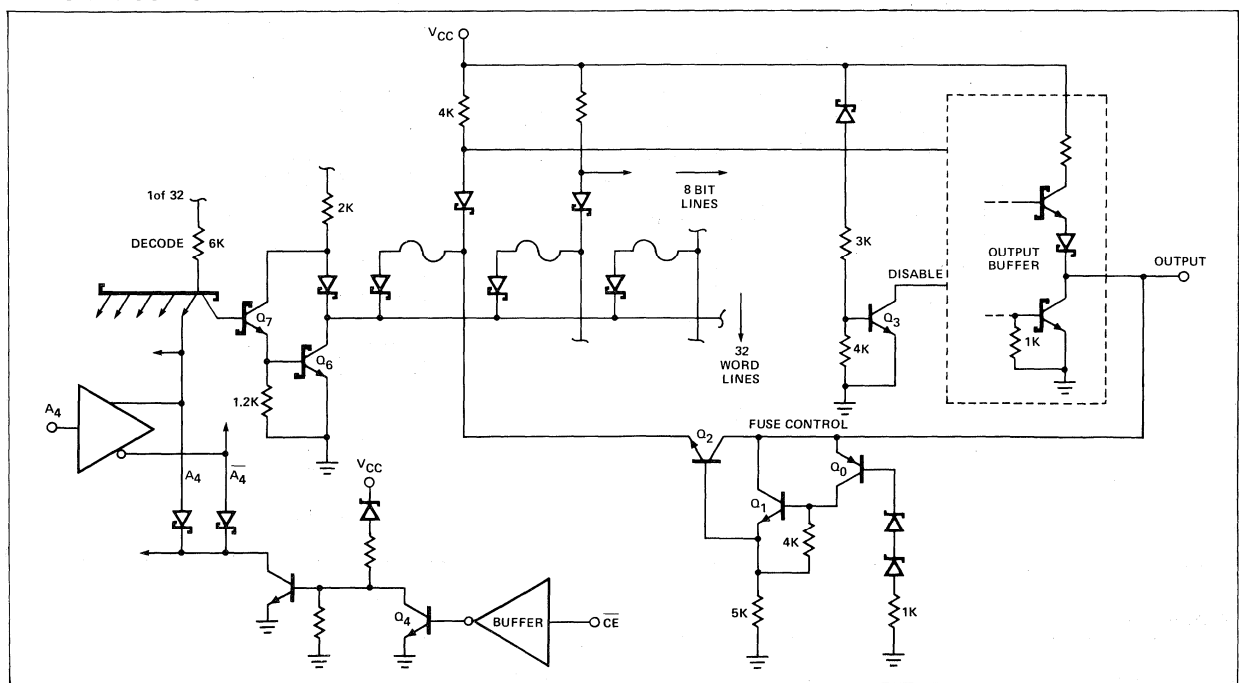 VCC
4K
1 of 32
DECODE
6K
2K
8 BIT
LINES
3K
DISABLE
OUTPUT
BUFFER
OUTPUT
Q7
Q6
1.2K
Q3
4K
1K
32
WORD
LINES
A4
A4
A4
VCC
Q2
FUSE CONTROL
Q0
Q1
4K
5K
1K
Q4
BUFFER
CE